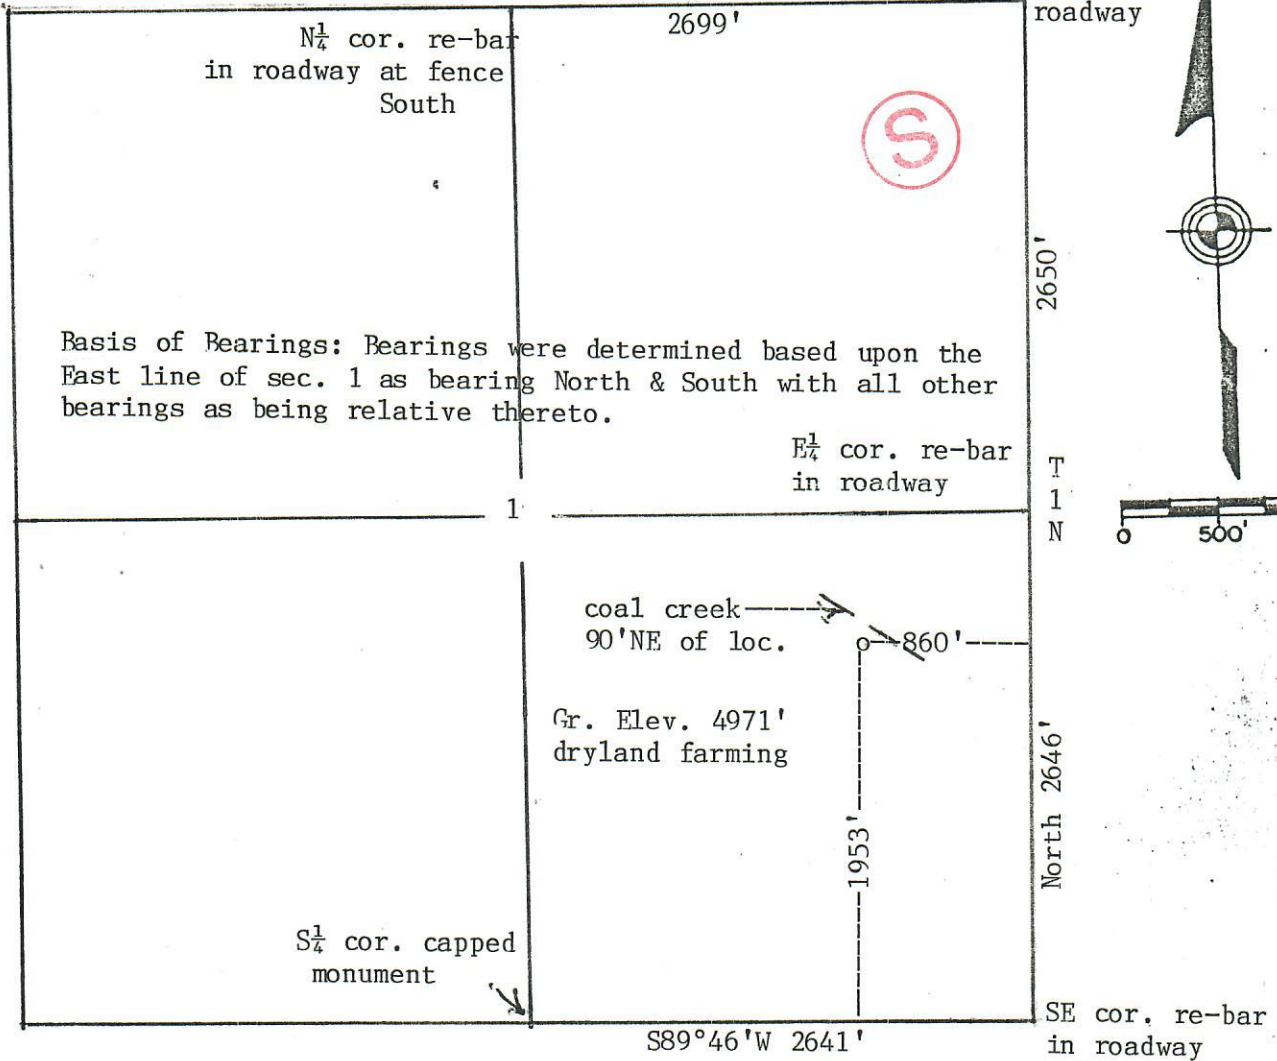 2699'
roadway
N¼ cor. re-bar
in roadway at fence
South
S
2650'
Basis of Bearings: Bearings were determined based upon the
East line of sec. 1 as bearing North & South with all other
bearings as being relative thereto.
E¼ cor. re-bar
in roadway
T
1
N
1
0 500'
coal creek
90'NE of loc.
860'
Gr. Elev. 4971'
dryland farming
North 2646'
1953'
S¼ cor. capped
monument
SE cor. re-bar
in roadway
S89°46'W 2641'